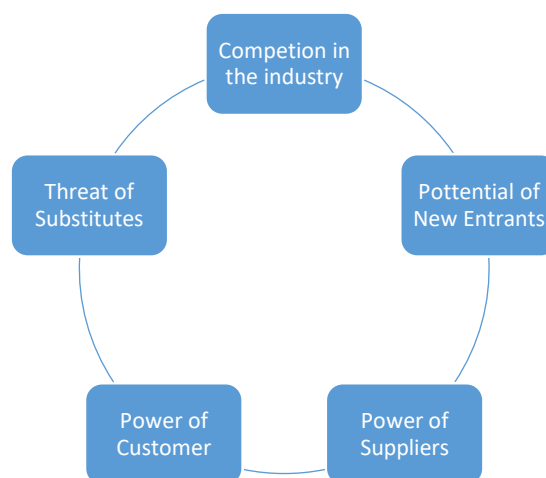 Competion in
the industry
Pottential of
New Entrants
Power of
Suppliers
Power of
Customer
Threat of
Substitutes